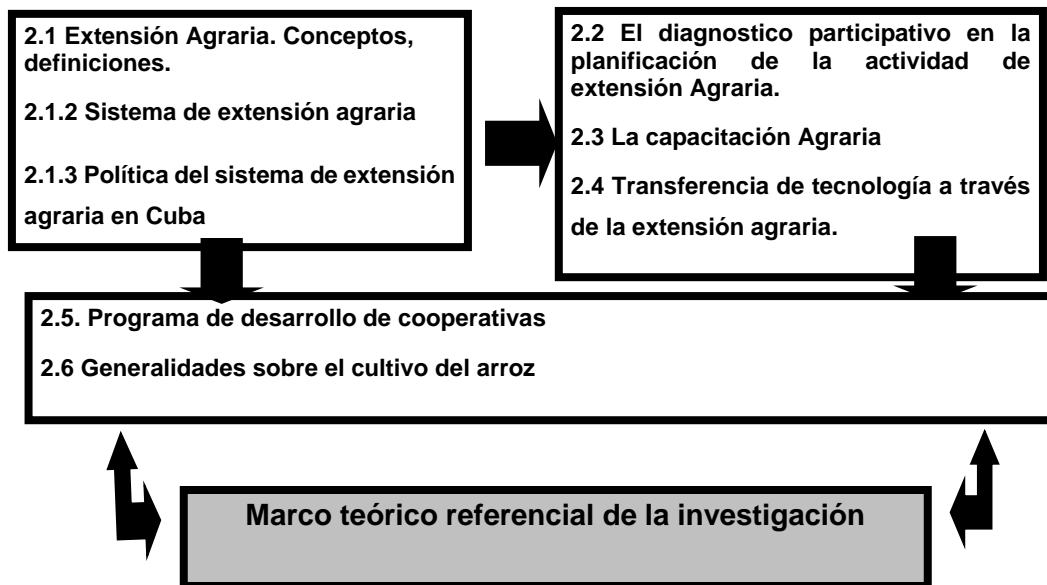 2.1 Extensión Agraria. Conceptos,
definiciones.
2.1.2 Sistema de extensión agraria
2.1.3 Política del sistema de extensión
agraria en Cuba
2.2 El diagnostico participativo en la
planificación de la actividad de
extensión Agraria.
2.3 La capacitación Agraria
2.4 Transferencia de tecnología a través
de la extensión agraria.
2.5. Programa de desarrollo de cooperativas
2.6 Generalidades sobre el cultivo del arroz
Marco teórico referencial de la investigación